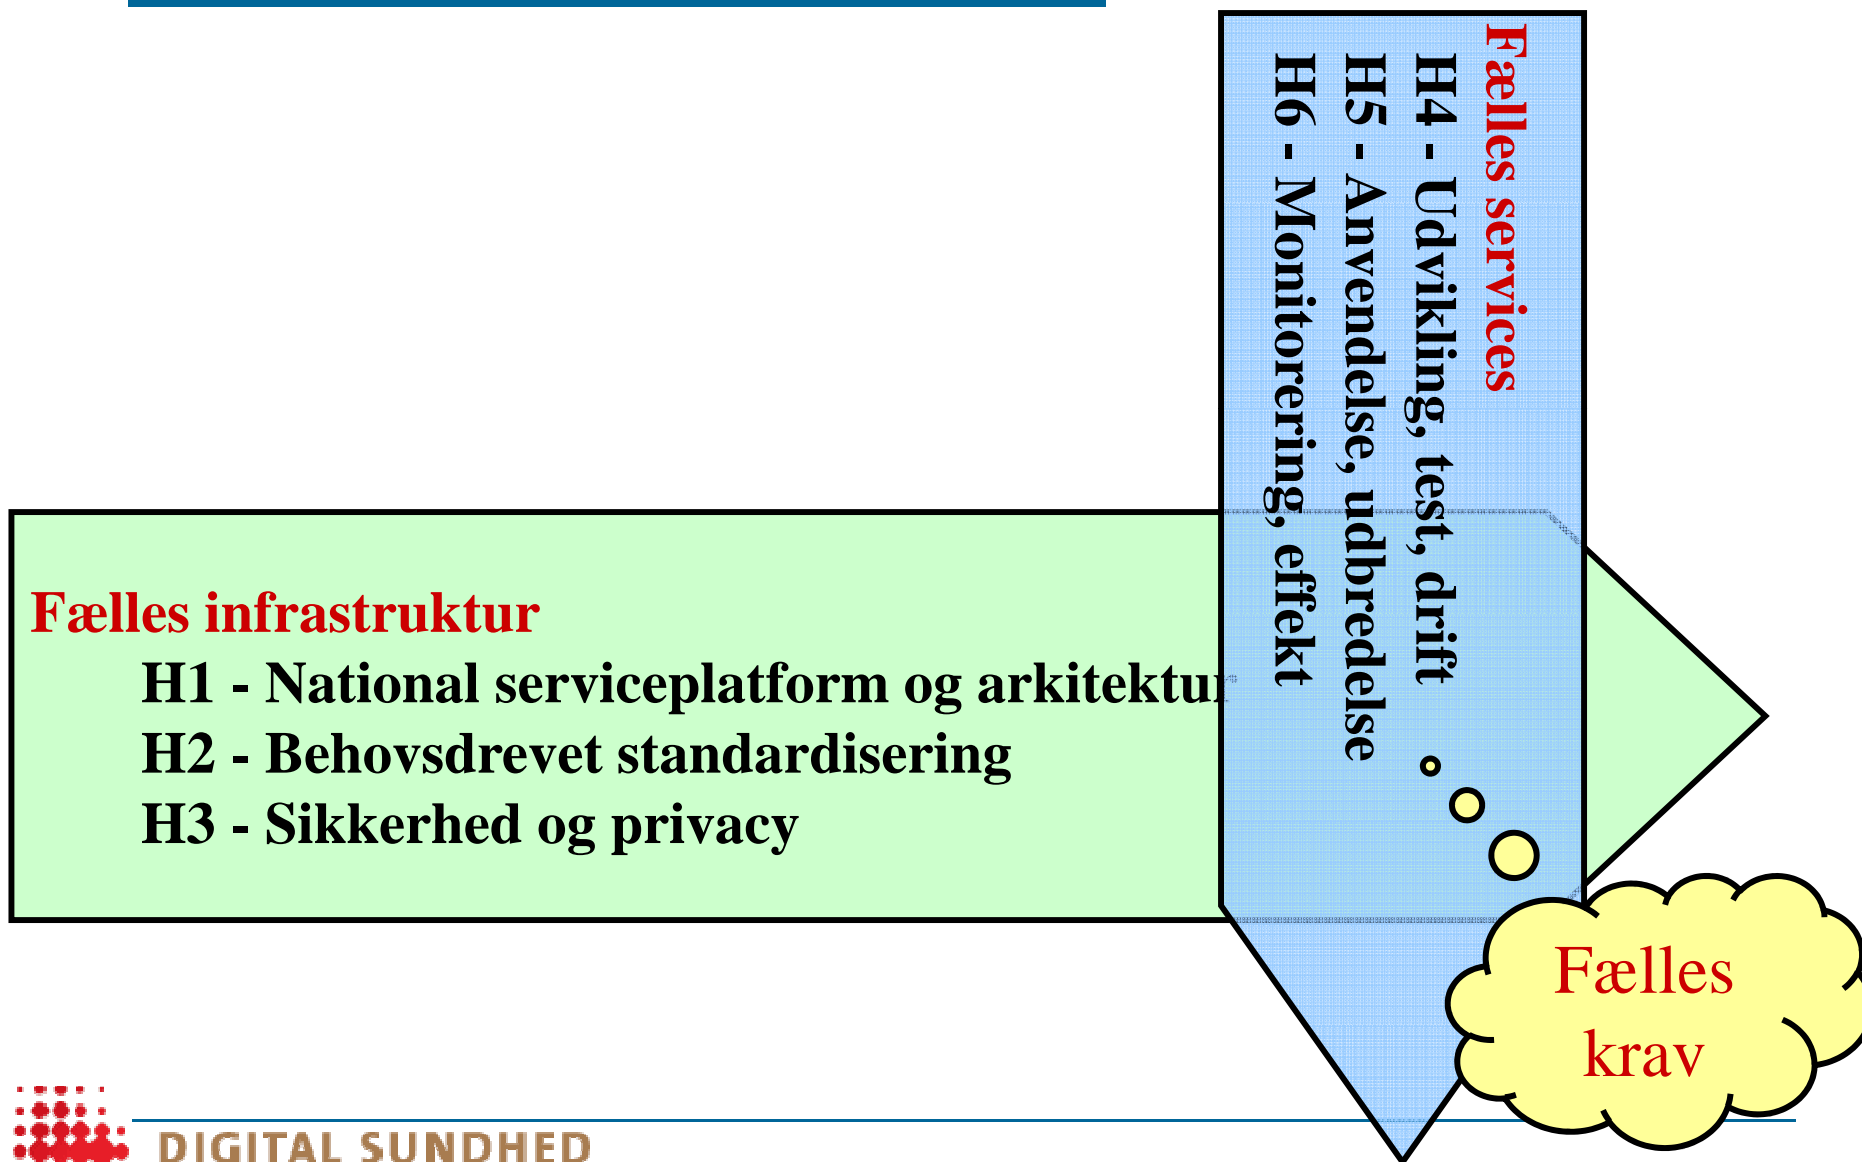 Fælles services
H4 - Udvikling, test, drift
H5 - Anvendelse, udbredelse
H6 - Monitorering, effekt
Fælles infrastruktur
H1 - National serviceplatform og arkitektur
H2 - Behovsdrevet standardisering
H3 - Sikkerhed og privacy
Fælles
krav
DIGITAL SUNDHED